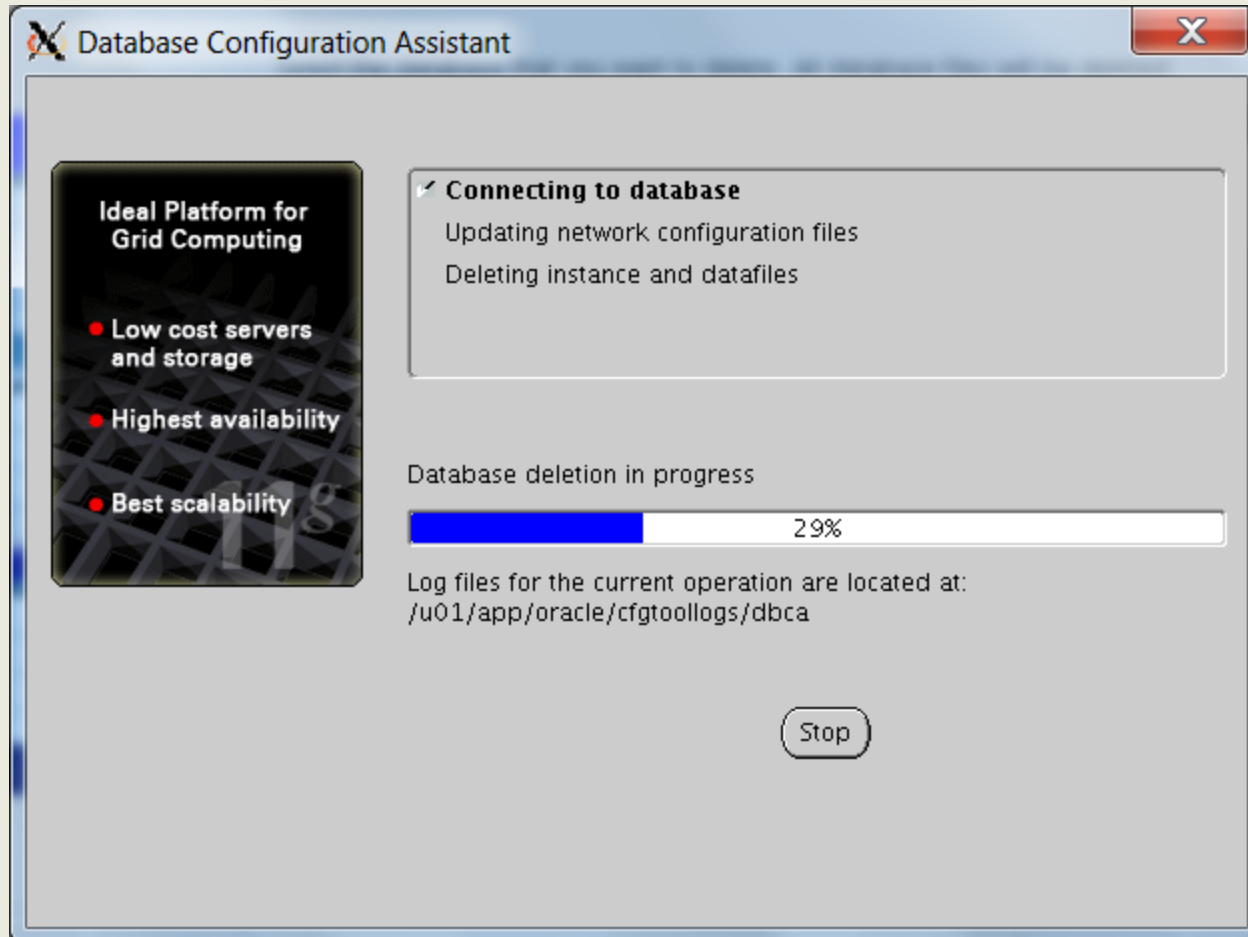 Database Configuration Assistant
Ideal Platform for
Grid Computing
Low cost servers
and storage
Highest availability
Best scalability
11g
Connecting to database
Updating network configuration files
Deleting instance and datafiles
Database deletion in progress
29%
Log files for the current operation are located at:
/u01/app/oracle/cfgtoollogs/dbca
Stop